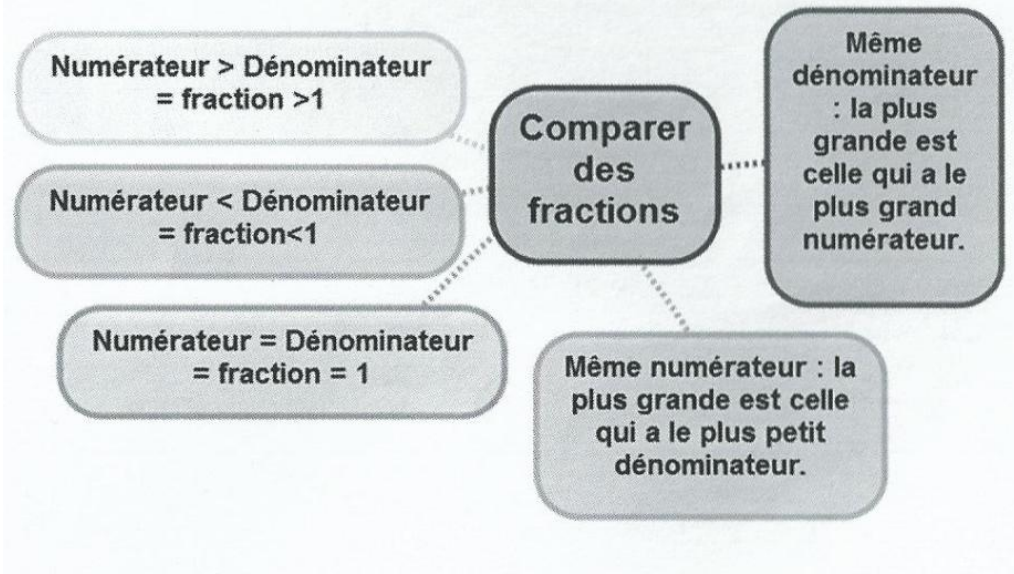 Numérateur > Dénominateur
= fraction >1
Numérateur < Dénominateur
= fraction<1
Numérateur = Dénominateur
= fraction = 1
Comparer
des
fractions
Même
dénominateur
: la plus
grande est
celle qui a le
plus grand
numérateur.
Même numérateur : la
plus grande est celle
qui a le plus petit
dénominateur.